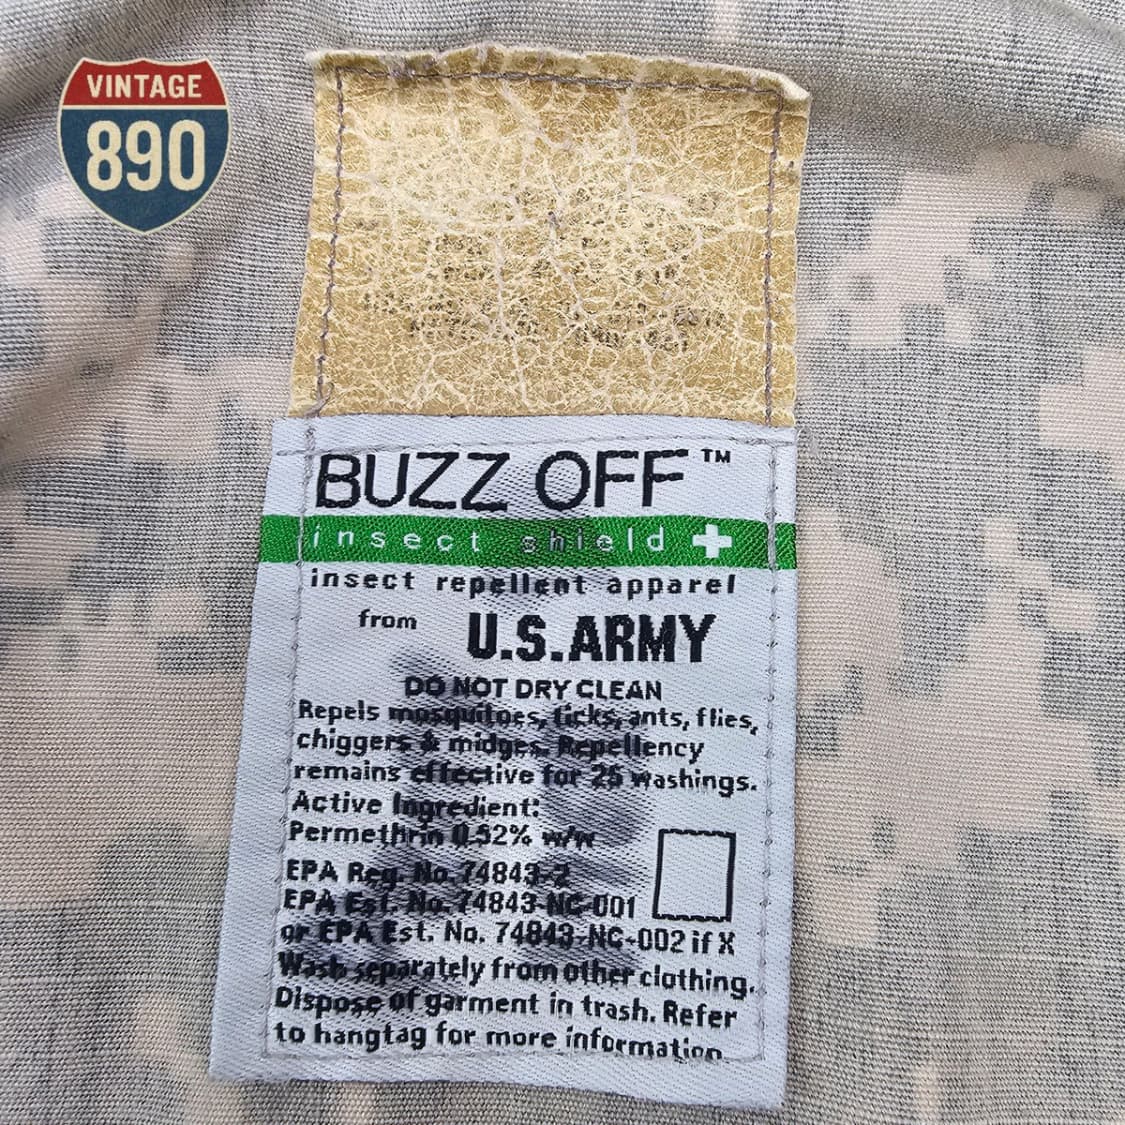 VINTAGE
890
BUZZ OFF™
insect shield
insect repellent apparel
from U.S.ARMY
DO NOT DRY CLEAN
Repels mosquitoes, ticks, ants, flies,
chiggers & midges. Repellency
remains effective for 25 washings.
Active Ingredient:
Permethrin 0.52% w/w
EPA Reg. No. 74843-2
EPA Est. No. 74843-NC-001
or EPA Est. No. 74843-NC-002 if X
Wash separately from other clothing.
Dispose of garment in trash. Refer
to hangtag for more information.